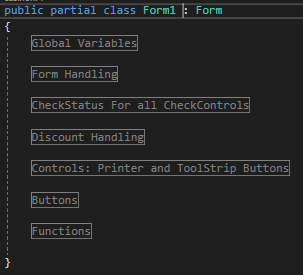 public partial class Form1 : Form
{
Global Variables
Form Handling
CheckStatus For all CheckControls
Discount Handling
Controls: Printer and ToolStrip Buttons
Buttons
Functions
}